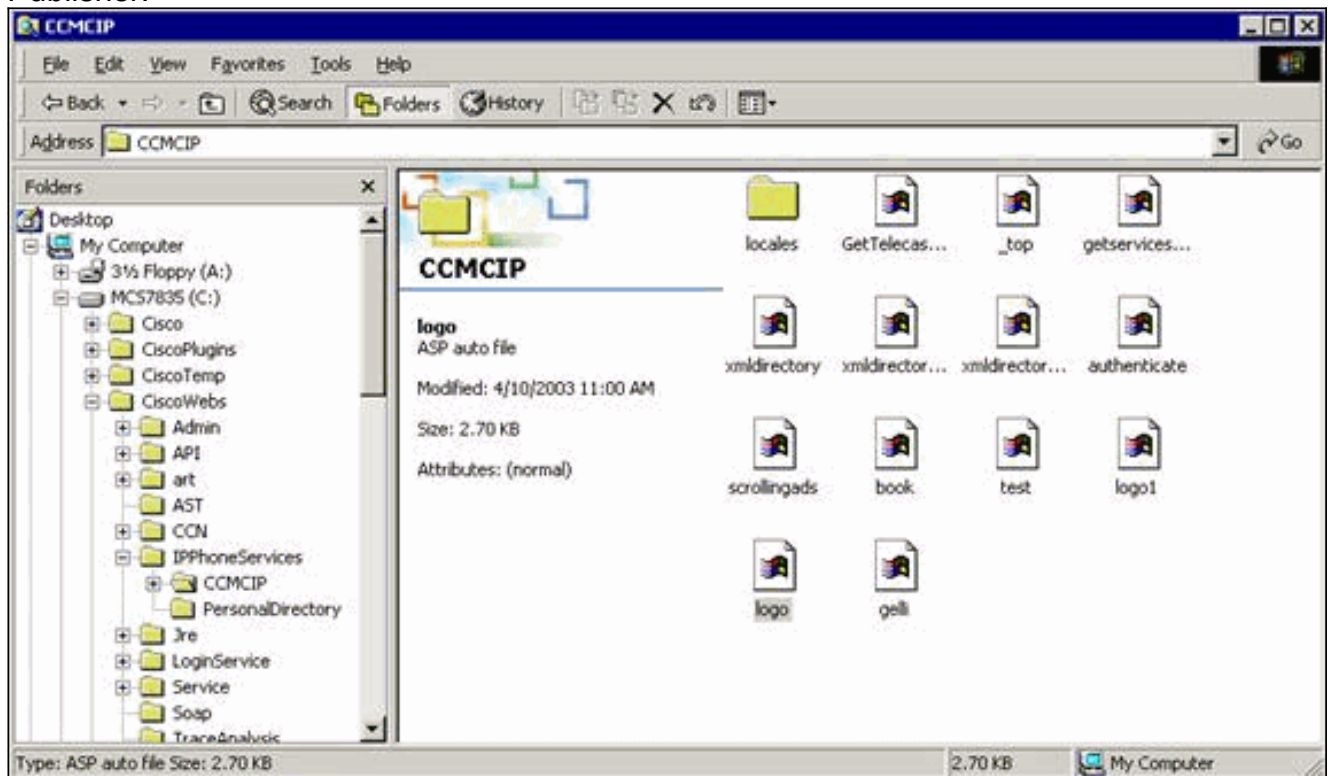 CCMCIP
File Edit View Favorites Tools Help
Back Search Folders History
Address CCMCIP Go
Folders
Desktop
My Computer
3½ Floppy (A:)
MCS7835 (C:)
Cisco
CiscoPlugins
CiscoTemp
CiscoWebs
Admin
API
art
AST
CCN
IPPhoneServices
CCMCIP
PersonalDirectory
Jre
LoginService
Service
Soap
TraceAnalysis
CCMCIP
logo
ASP auto file
Modified: 4/10/2003 11:00 AM
Size: 2.70 KB
Attributes: (normal)
locales GetTelecas... _top getservices...
xmldirectory xmldirector... xmldirector... authenticate
scrollingads book test logo1
logo gelli
Type: ASP auto file Size: 2.70 KB 2.70 KB My Computer